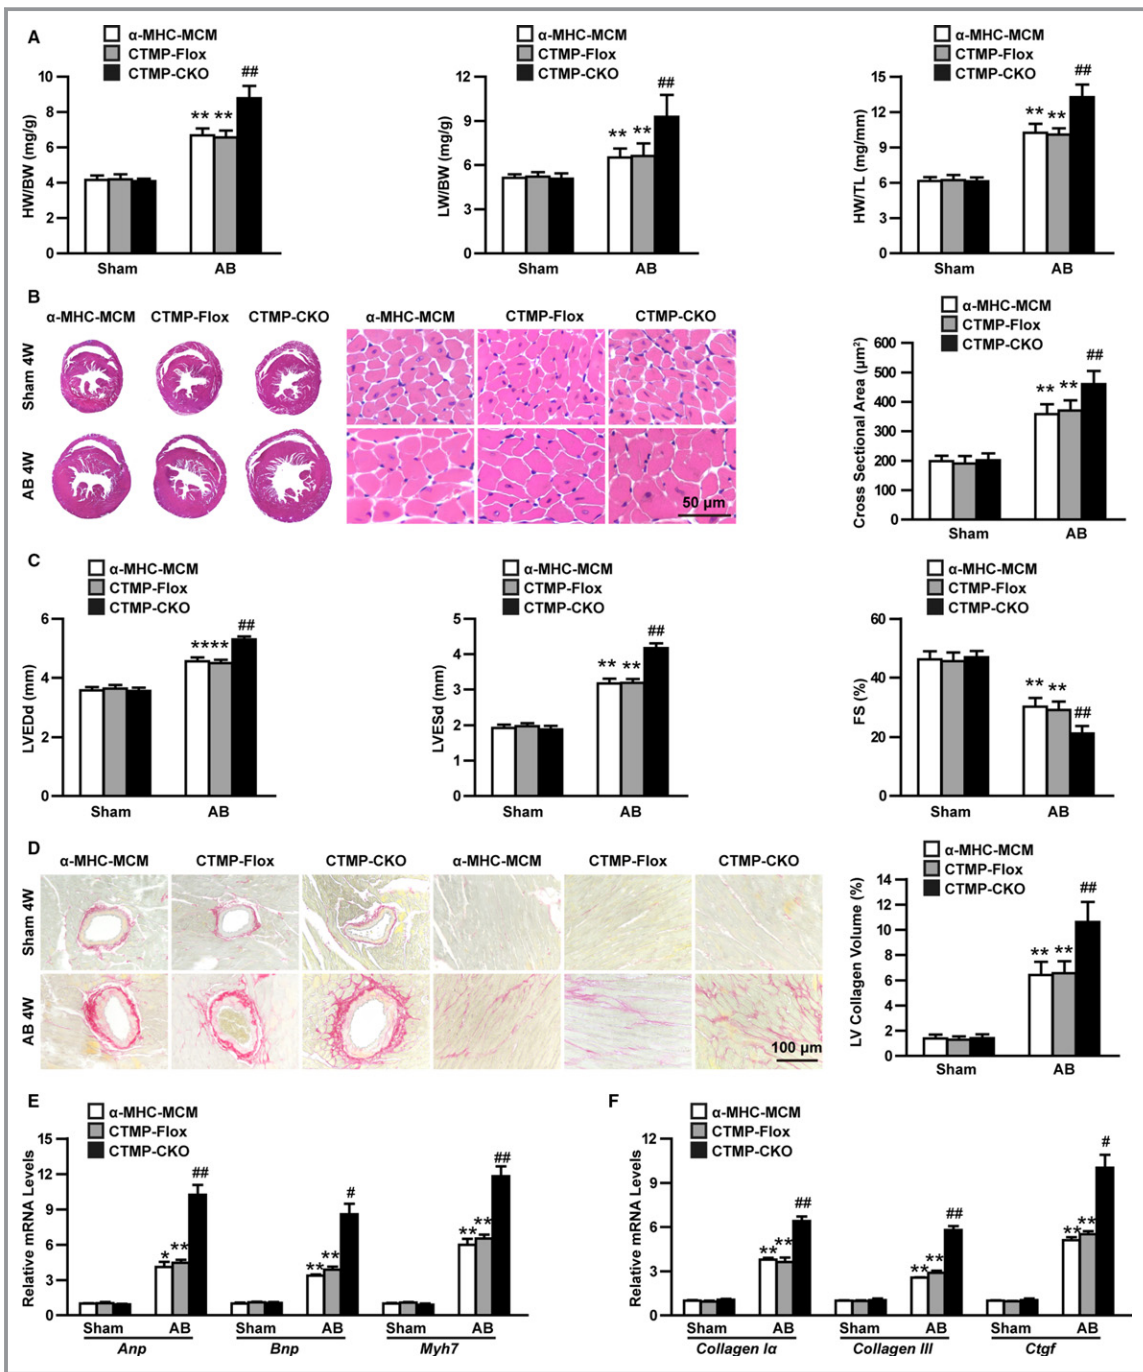 A
α-MHC-MCM
CTMP-Flox
CTMP-CKO
HW/BW (mg/g)
10
8
6
4
2
0
** ** ##
Sham AB
α-MHC-MCM
CTMP-Flox
CTMP-CKO
LW/BW (mg/g)
12
9
6
3
0
** ** ##
Sham AB
α-MHC-MCM
CTMP-Flox
CTMP-CKO
HW/TL (mg/mm)
15
12
9
6
3
0
** ** ##
Sham AB
B
α-MHC-MCM CTMP-Flox CTMP-CKO
α-MHC-MCM CTMP-Flox CTMP-CKO
Sham 4W
AB 4W
50 µm
α-MHC-MCM
CTMP-Flox
CTMP-CKO
Cross Sectional Area (µm²)
600
500
400
300
200
100
0
** ** ##
Sham AB
C
α-MHC-MCM
CTMP-Flox
CTMP-CKO
LVEDd (mm)
6
4
2
0
**** ##
Sham AB
α-MHC-MCM
CTMP-Flox
CTMP-CKO
LVESd (mm)
5
4
3
2
1
0
** ** ##
Sham AB
α-MHC-MCM
CTMP-Flox
CTMP-CKO
FS (%)
60
40
20
0
** ** ##
Sham AB
D
α-MHC-MCM CTMP-Flox CTMP-CKO α-MHC-MCM CTMP-Flox CTMP-CKO
Sham 4W
AB 4W
100 µm
α-MHC-MCM
CTMP-Flox
CTMP-CKO
LV Collagen Volume (%)
14
12
10
8
6
4
2
0
** ** ##
Sham AB
E
α-MHC-MCM
CTMP-Flox
CTMP-CKO
Relative mRNA Levels
15
12
9
6
3
0
* ** ## ** ** # ** ** ##
Sham AB Sham AB Sham AB
Anp Bnp Myh7
F
α-MHC-MCM
CTMP-Flox
CTMP-CKO
Relative mRNA Levels
12
9
6
3
0
** ** ## ** ** ## ** ** #
Sham AB Sham AB Sham AB
Collagen Iα Collagen III Ctgf